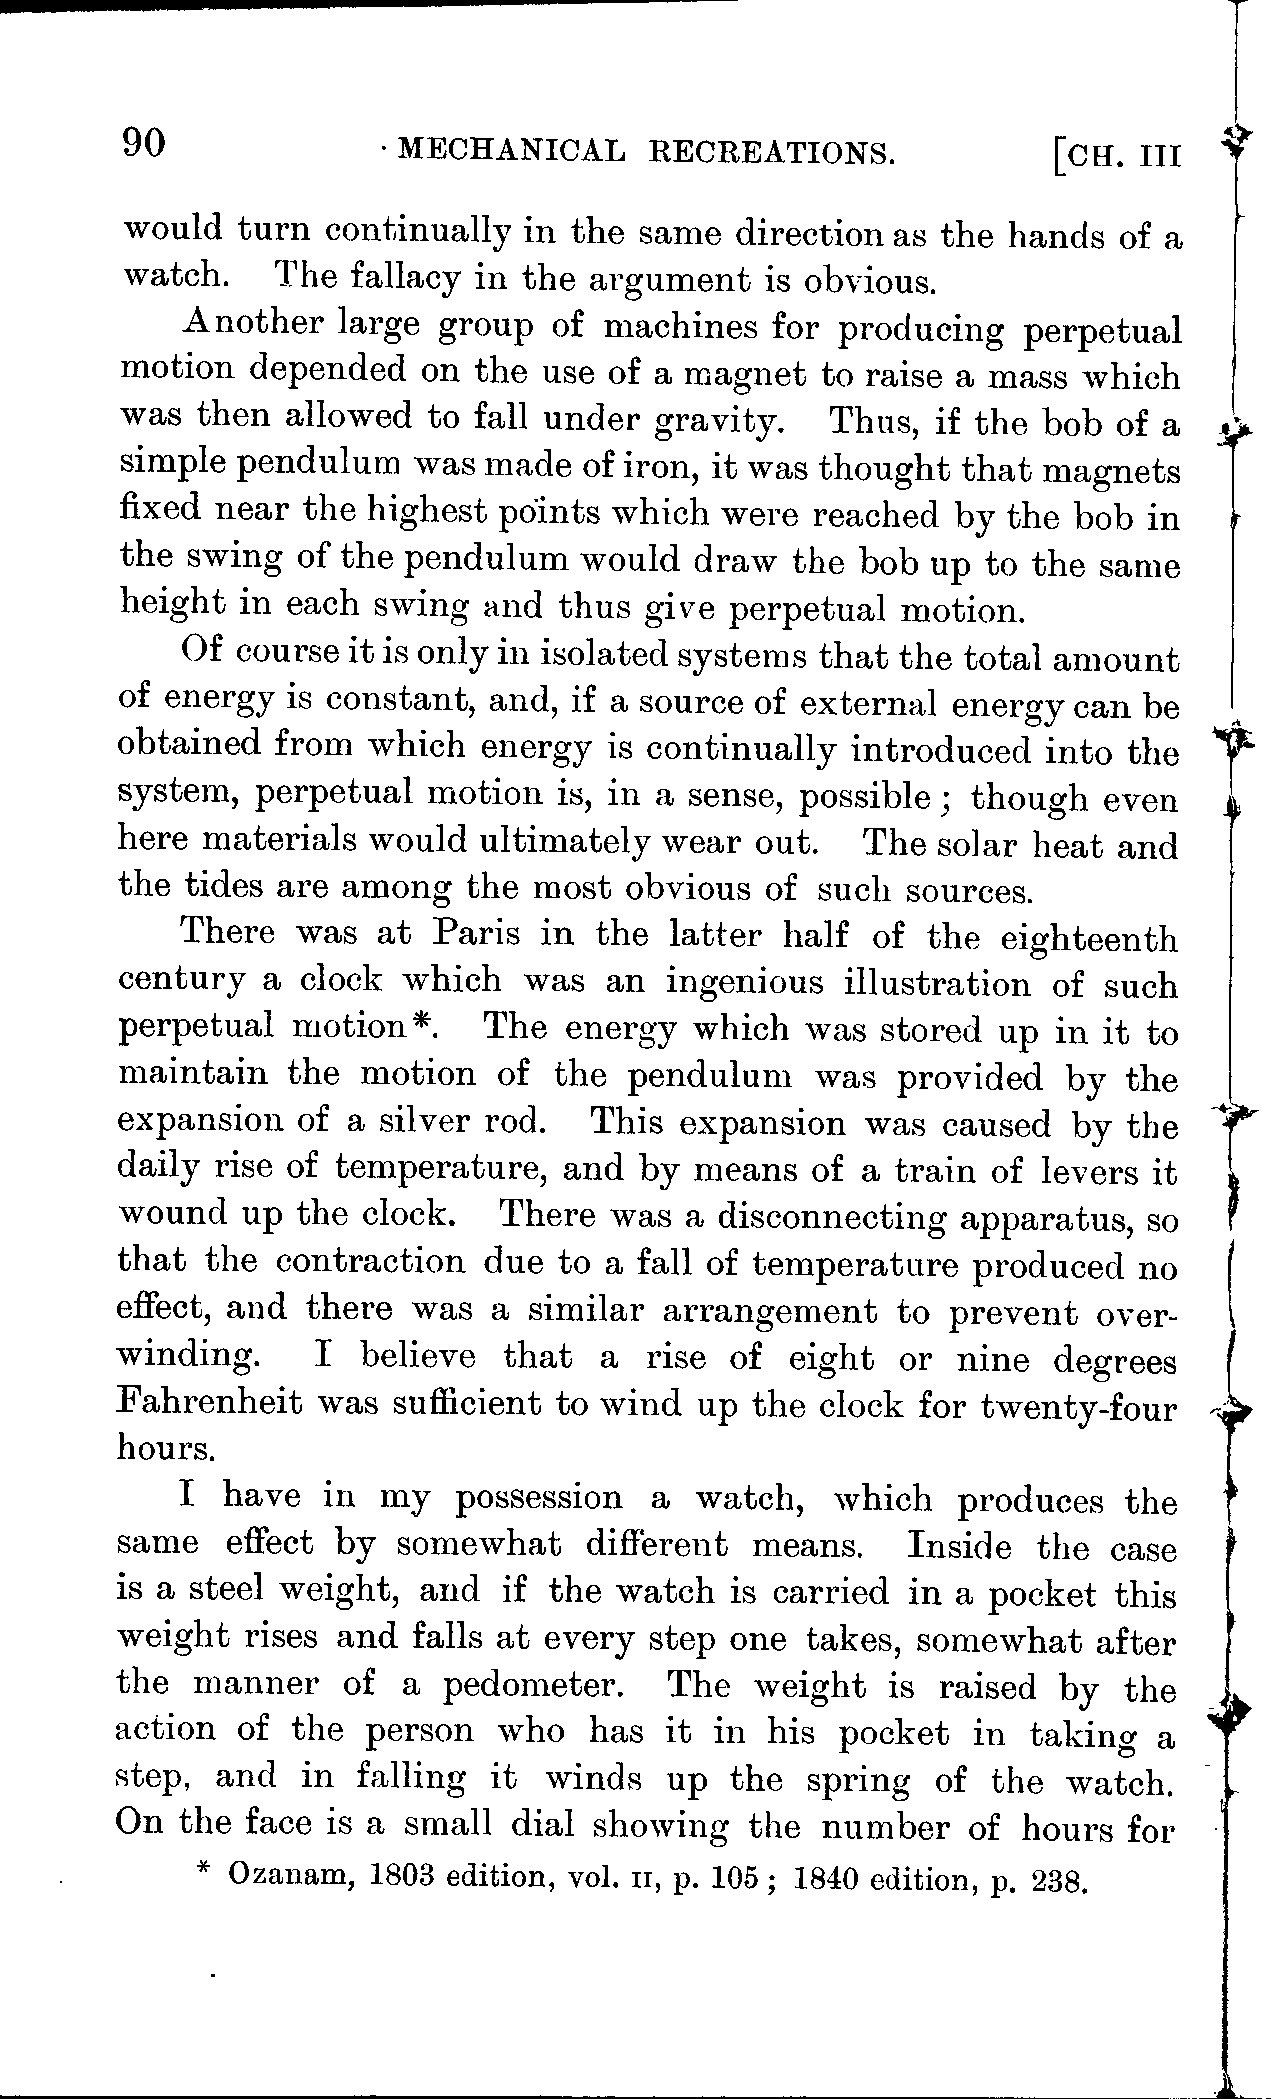 90 MECHANICAL RECREATIONS. [CH. III
would turn continually in the same direction as the hands of a
watch. The fallacy in the argument is obvious.
Another large group of machines for producing perpetual
motion depended on the use of a magnet to raise a mass which
was then allowed to fall under gravity. Thus, if the bob of a
simple pendulum was made of iron, it was thought that magnets
fixed near the highest points which were reached by the bob in
the swing of the pendulum would draw the bob up to the same
height in each swing and thus give perpetual motion.
Of course it is only in isolated systems that the total amount
of energy is constant, and, if a source of external energy can be
obtained from which energy is continually introduced into the
system, perpetual motion is, in a sense, possible; though even
here materials would ultimately wear out. The solar heat and
the tides are among the most obvious of such sources.
There was at Paris in the latter half of the eighteenth
century a clock which was an ingenious illustration of such
perpetual motion*. The energy which was stored up in it to
maintain the motion of the pendulum was provided by the
expansion of a silver rod. This expansion was caused by the
daily rise of temperature, and by means of a train of levers it
wound up the clock. There was a disconnecting apparatus, so
that the contraction due to a fall of temperature produced no
effect, and there was a similar arrangement to prevent over-
winding. I believe that a rise of eight or nine degrees
Fahrenheit was sufficient to wind up the clock for twenty-four
hours.
I have in my possession a watch, which produces the
same effect by somewhat different means. Inside the case
is a steel weight, and if the watch is carried in a pocket this
weight rises and falls at every step one takes, somewhat after
the manner of a pedometer. The weight is raised by the
action of the person who has it in his pocket in taking a
step, and in falling it winds up the spring of the watch.
On the face is a small dial showing the number of hours for
* Ozanam, 1803 edition, vol. II, p. 105; 1840 edition, p. 238.